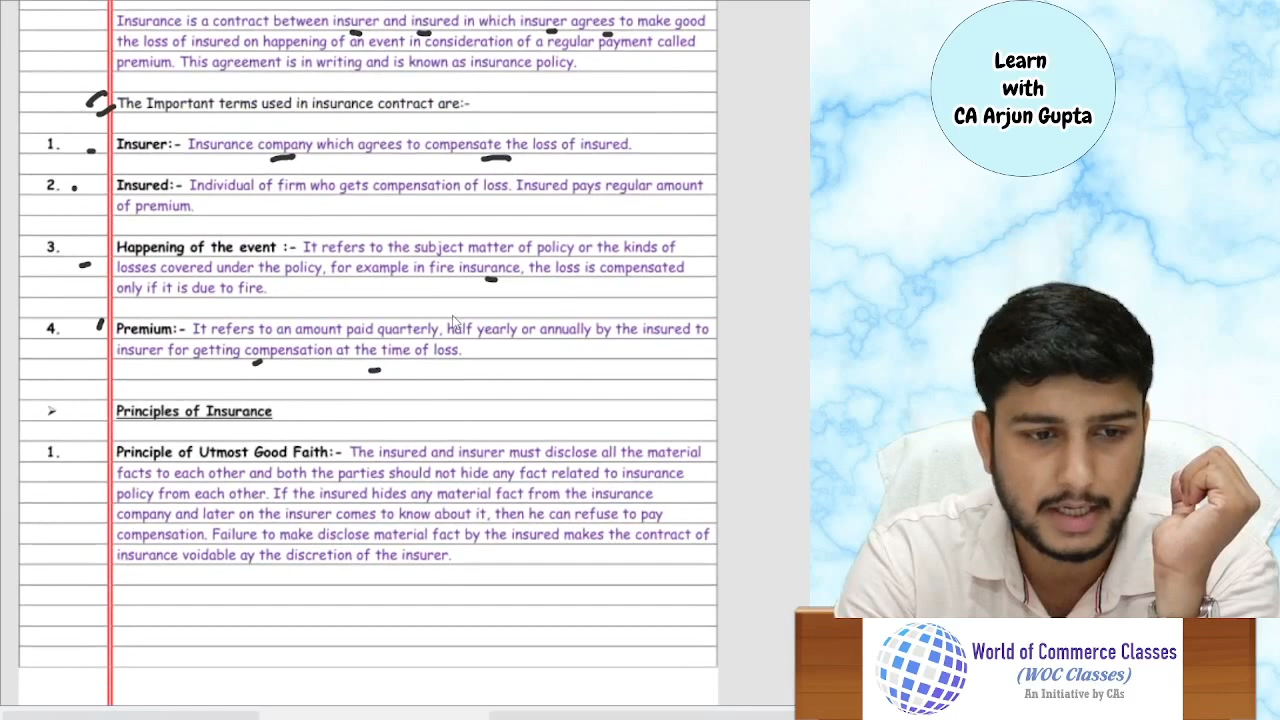 Insurance is a contract between insurer and insured in which insurer agrees to make good
the loss of insured on happening of an event in consideration of a regular payment called
premium. This agreement is in writing and is known as insurance policy.
The Important terms used in insurance contract are:-
1. Insurer:- Insurance company which agrees to compensate the loss of insured.
2. Insured:- Individual of firm who gets compensation of loss. Insured pays regular amount
of premium.
3. Happening of the event :- It refers to the subject matter of policy or the kinds of
losses covered under the policy, for example in fire insurance, the loss is compensated
only if it is due to fire.
4. Premium:- It refers to an amount paid quarterly, half yearly or annually by the insured to
insurer for getting compensation at the time of loss.
➢ Principles of Insurance
1. Principle of Utmost Good Faith:- The insured and insurer must disclose all the material
facts to each other and both the parties should not hide any fact related to insurance
policy from each other. If the insured hides any material fact from the insurance
company and later on the insurer comes to know about it, then he can refuse to pay
compensation. Failure to make disclose material fact by the insured makes the contract of
insurance voidable ay the discretion of the insurer.
Learn
with
CA Arjun Gupta
World of Commerce Classes
(WOC Classes)
An Initiative by CAs